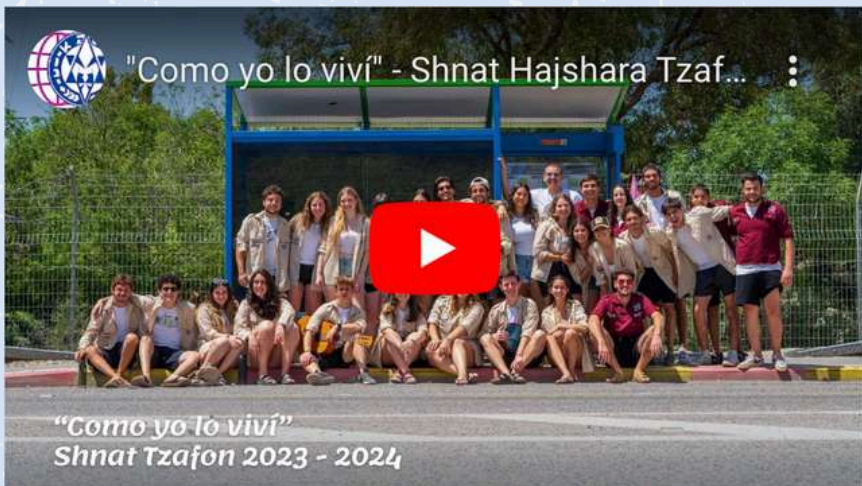 "Como yo lo viví" - Shnat Hajshara Tzaf...
"Como yo lo viví"
Shnat Tzafon 2023 - 2024